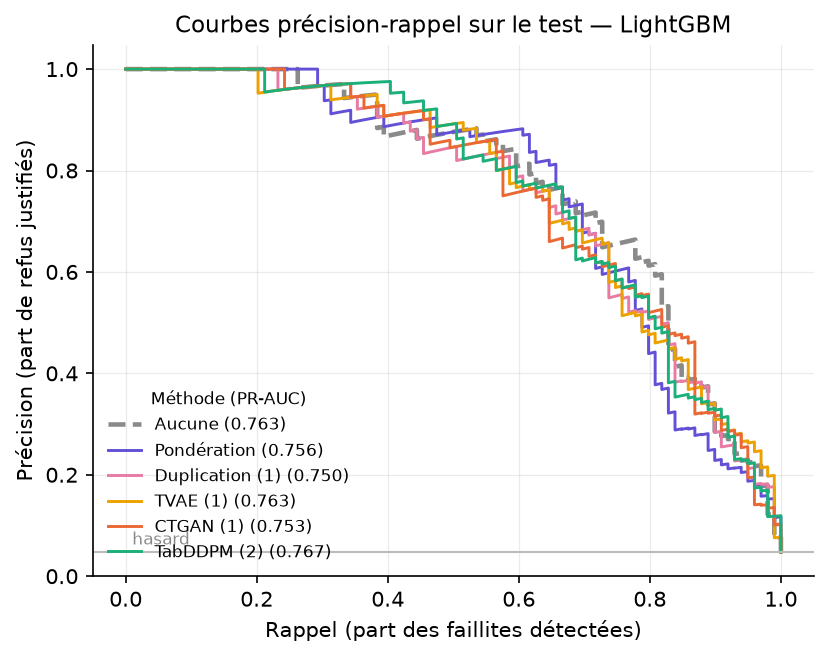 Courbes précision-rappel sur le test — LightGBM
Précision (part de refus justifiés)
1.0
0.8
0.6
0.4
0.2
0.0
Méthode (PR-AUC)
Aucune (0.763)
Pondération (0.756)
Duplication (1) (0.750)
TVAE (1) (0.763)
CTGAN (1) (0.753)
hasard
TabDDPM (2) (0.767)
0.0 0.2 0.4 0.6 0.8 1.0
Rappel (part des faillites détectées)